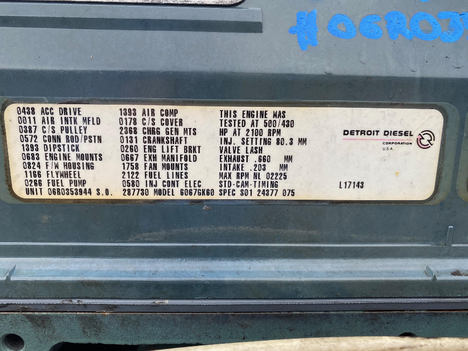 #06R035
0438 ACC DRIVE
0011 AIR INTK MFLD
0387 C/S PULLEY
0572 CONN ROD/PSTN
1393 DIPSTICK
0683 ENGINE MOUNTS
0824 F/W HOUSING
1166 FLYWHEEL
0266 FUEL PUMP
1393 AIR COMP
0178 C/S COVER
2368 CHRG GEN MTS
0131 CRANKSHAFT
0260 ENG LIFT BRKT
0667 EXH MANIFOLD
1758 FAN MOUNTS
2122 FUEL LINES
0580 INJ CONT ELEC
THIS ENGINE WAS
TESTED AT 500/430
HP AT 2100 RPM
INJ. SETTING 80.3 MM
VALVE LASH
EXHAUST .660 MM
INTAKE .203 MM
MAX RPM NL 02225
STD-CAM-TIMING
UNIT 06R0353944 S.O. 287730 MODEL 6067GK60 SPEC S01 24377 075
DETROIT DIESEL
CORPORATION
U.S.A.
L17143